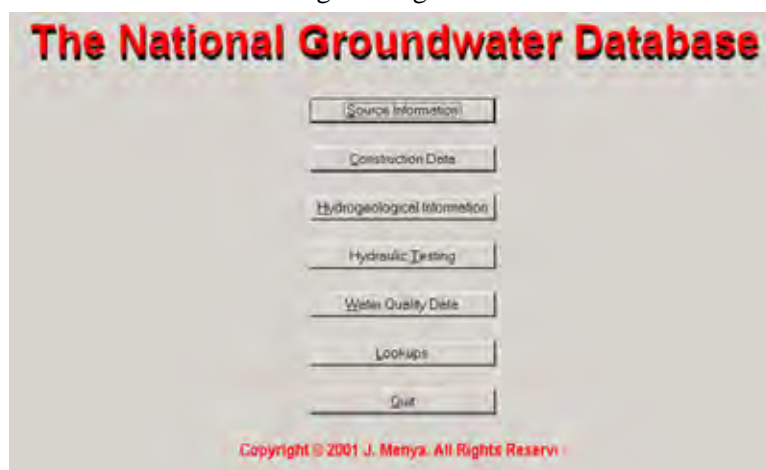 The National Groundwater Database
Source Information
Construction Data
Hydrogeological Information
Hydraulic Testing
Water Quality Data
Lookups
Quit
Copyright © 2001 J. Menya. All Rights Reserv